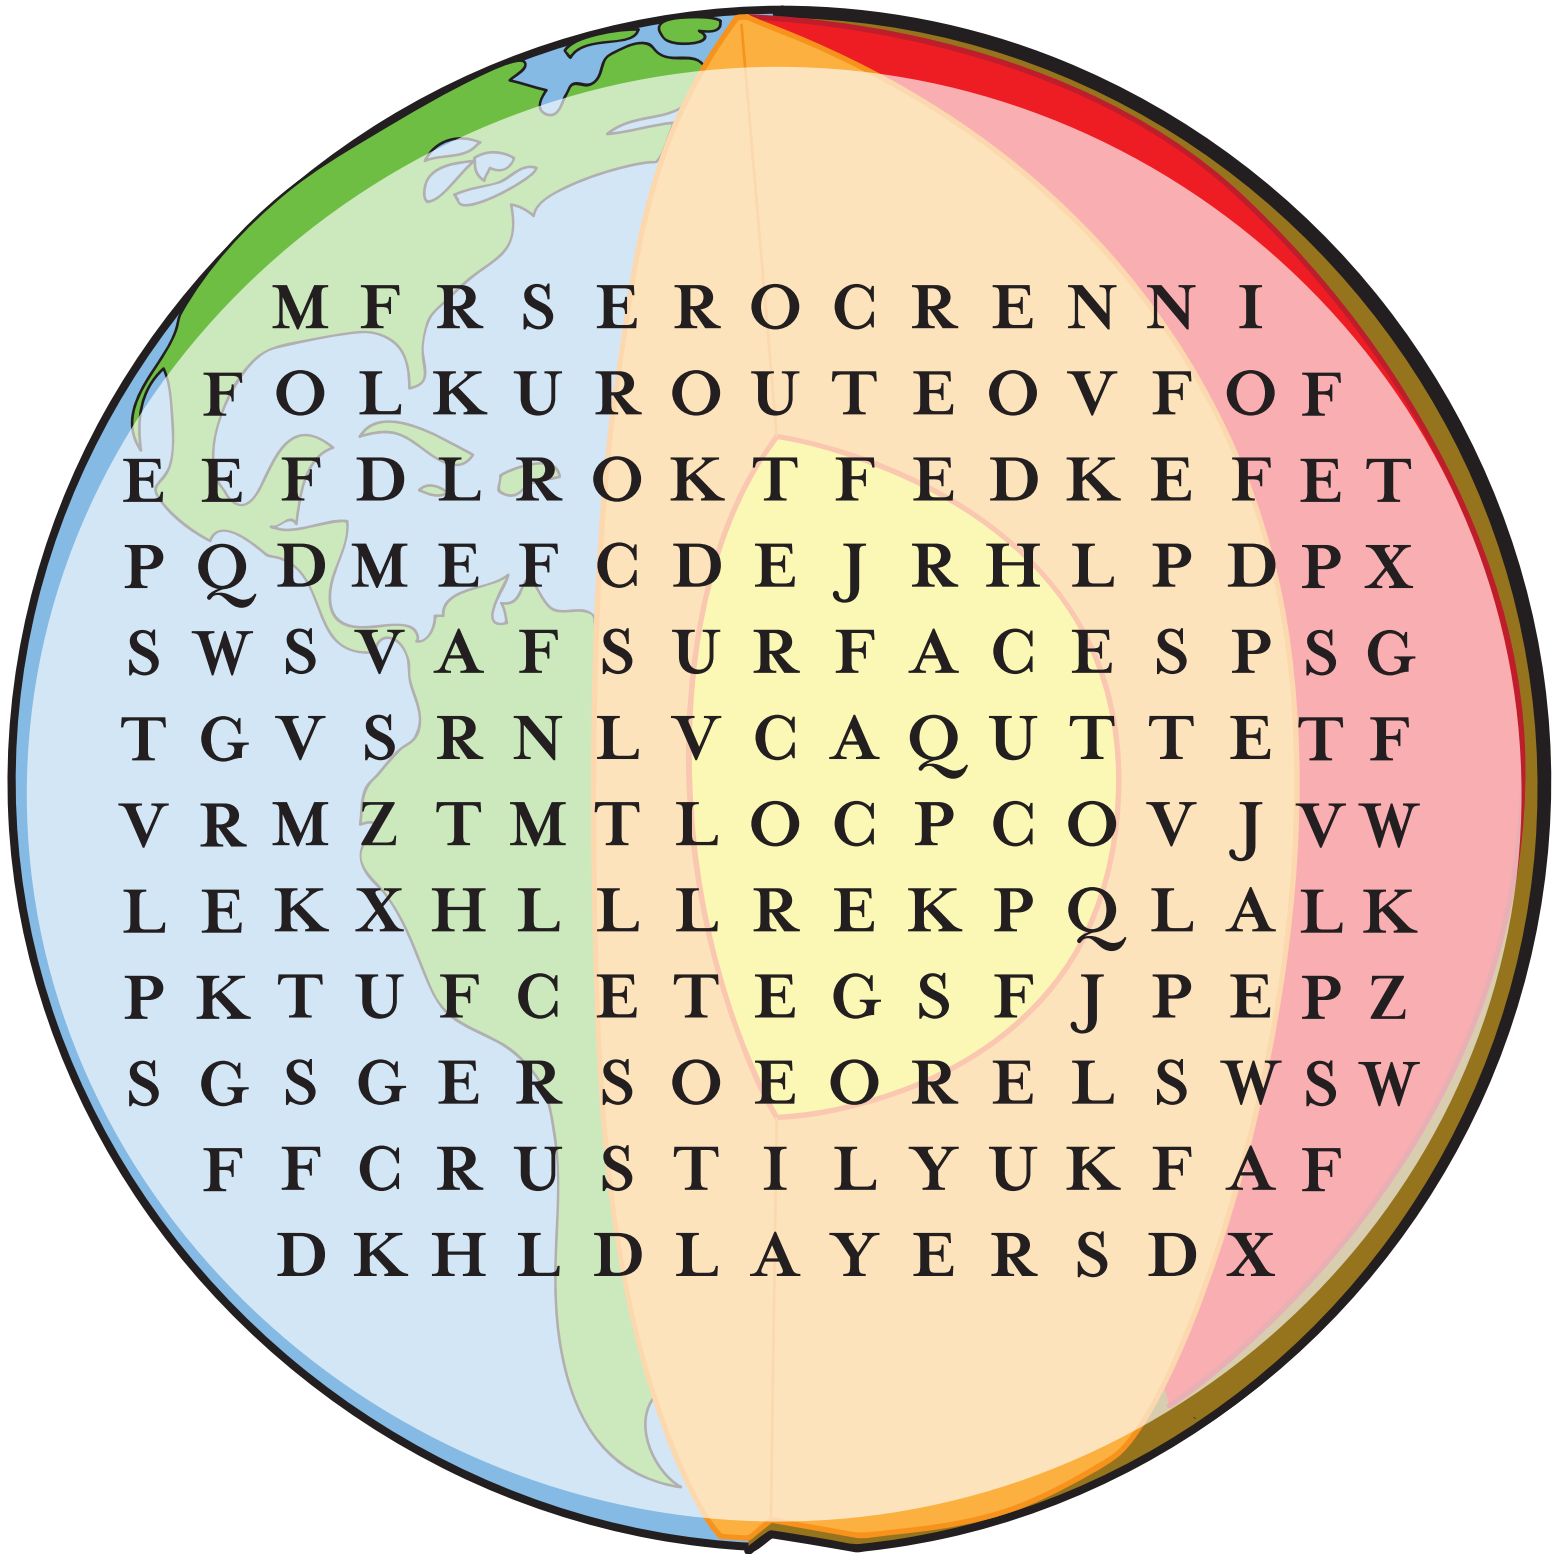 M F R S E R O C R E N N I
F O L K U R O U T E O V F O F
E E F D L R O K T F E D K E F E T
P Q D M E F C D E J R H L P D P X
S W S V A F S U R F A C E S P S G
T G V S R N L V C A Q U T T E T F
V R M Z T M T L O C P C O V J V W
L E K X H L L L R E K P Q L A L K
P K T U F C E T E G S F J P E P Z
S G S G E R S O E O R E L S W S W
F F C R U S T I L Y U K F A F
D K H L D L A Y E R S D X